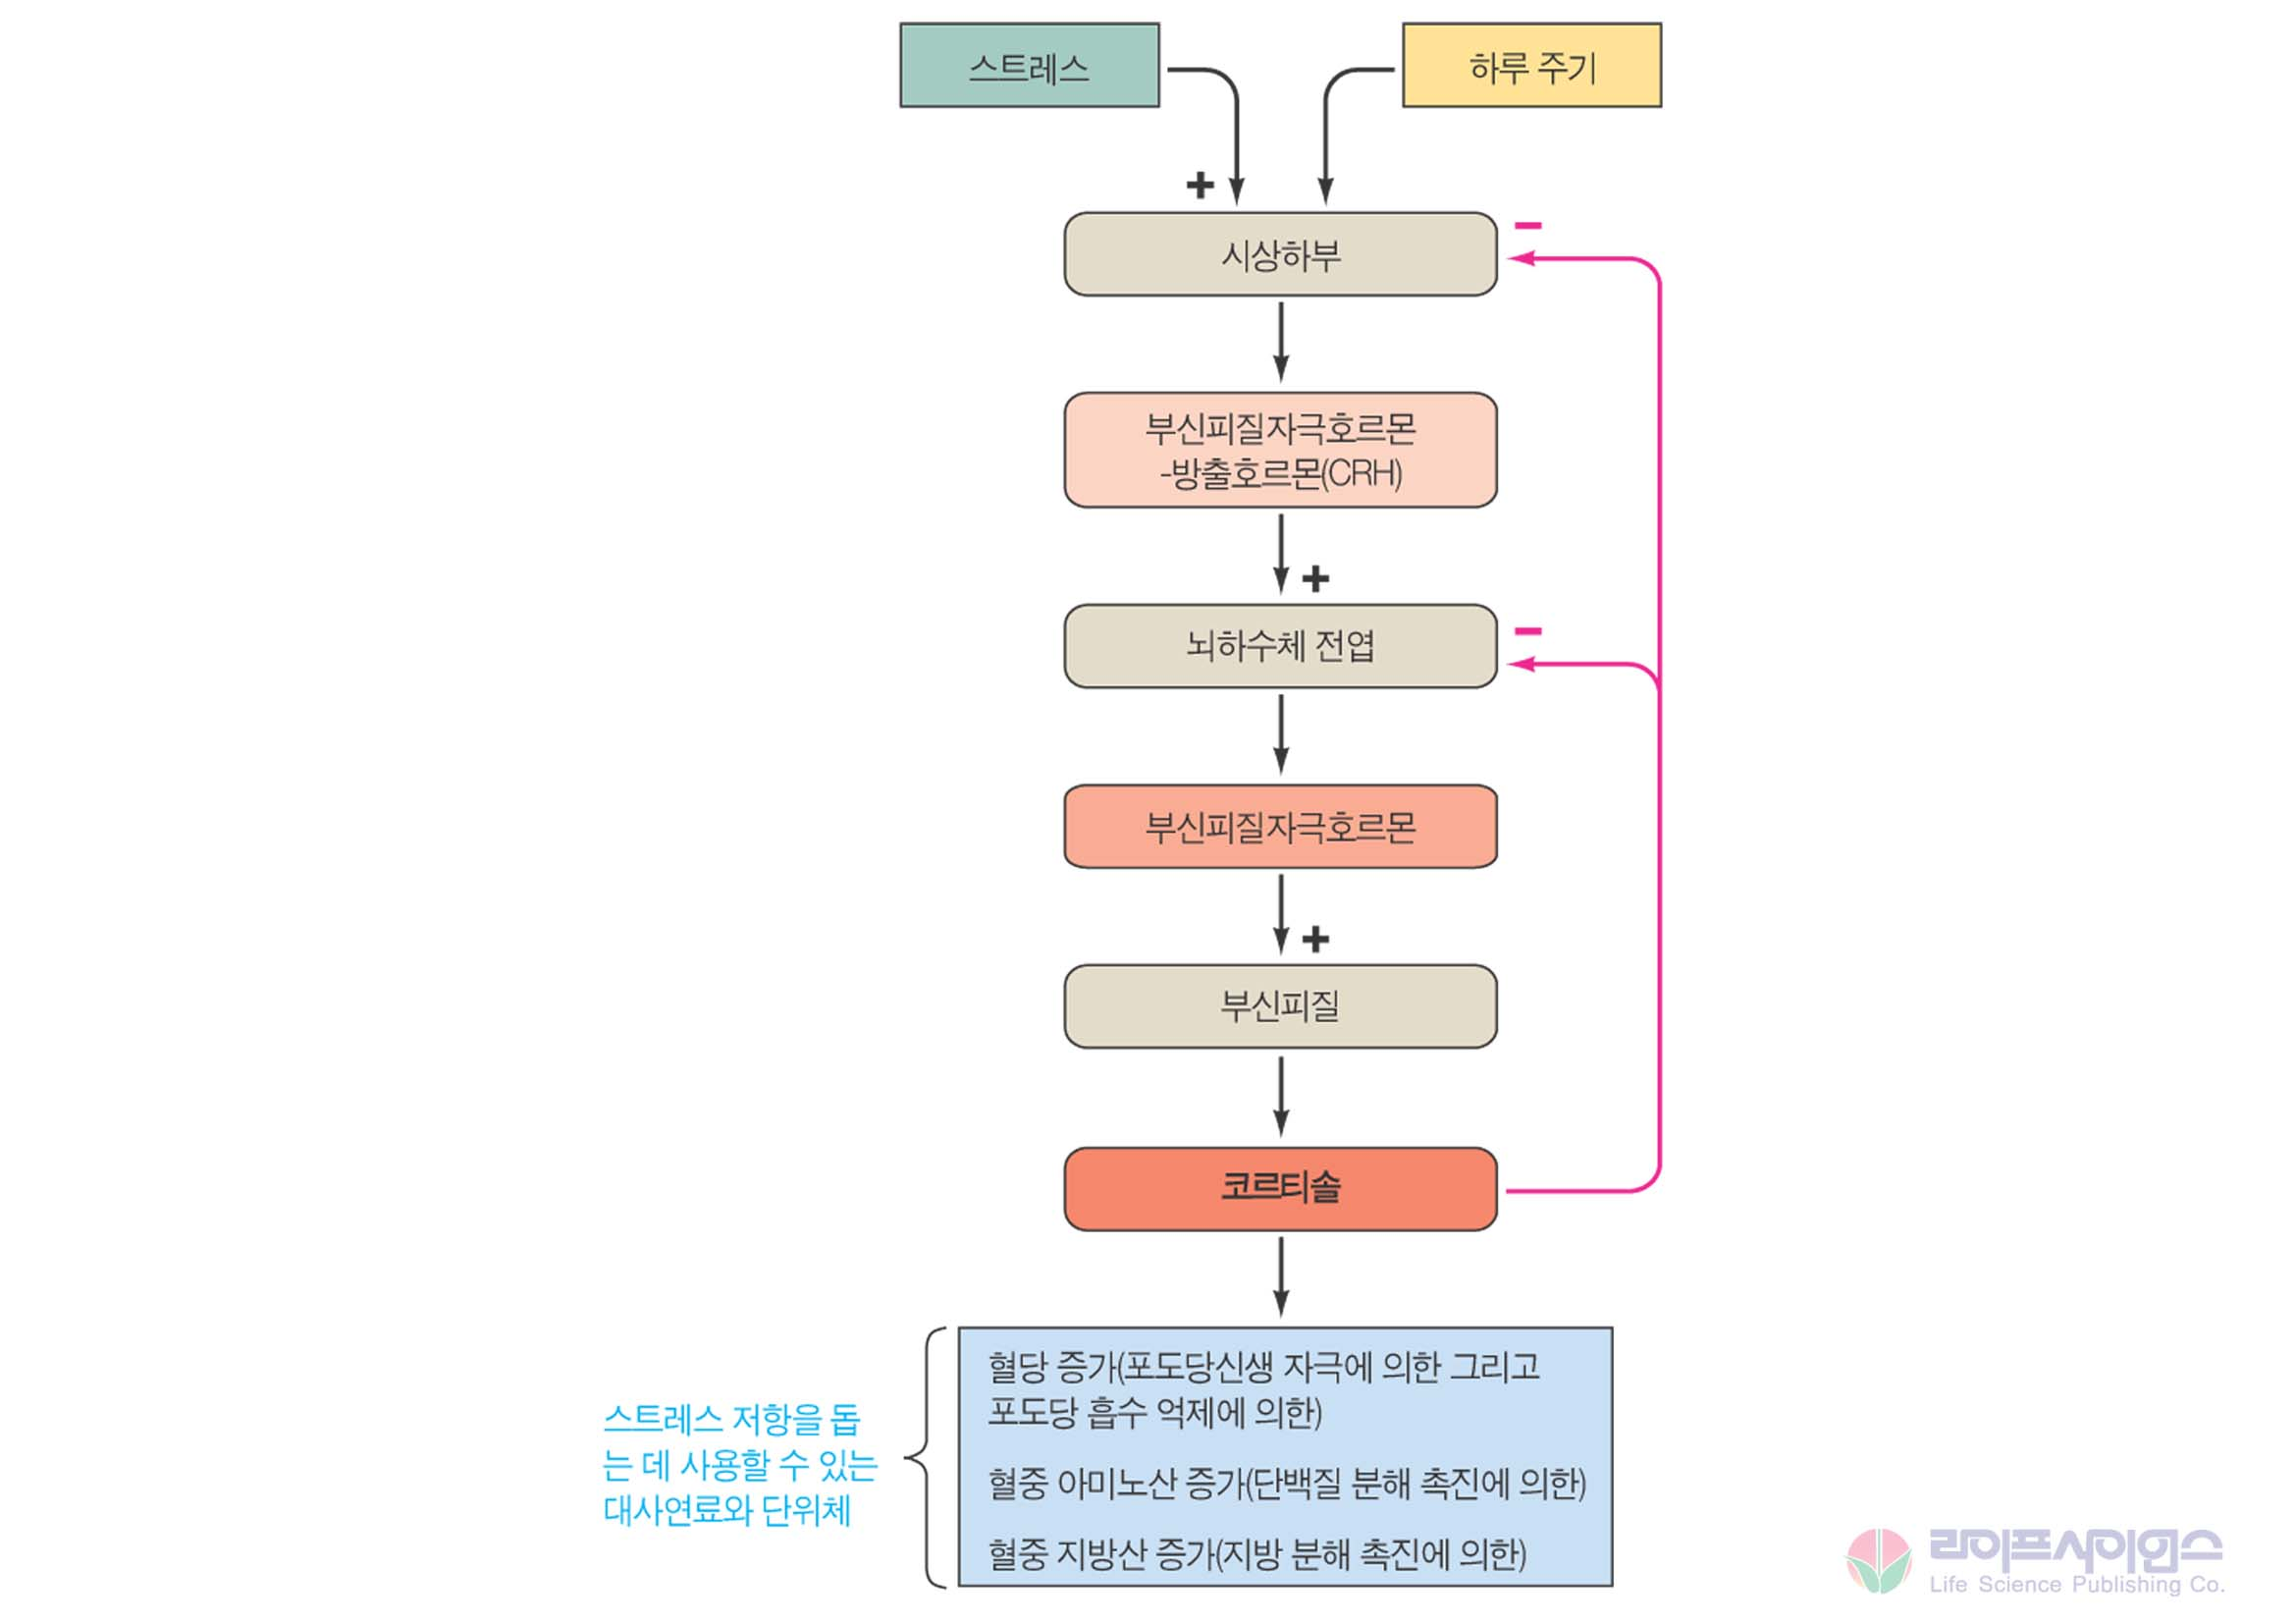 스트레스
하루 주기
+
시상하부
−
부신피질자극호르몬
-방출호르몬(CRH)
+
뇌하수체 전엽
−
부신피질자극호르몬
+
부신피질
코르티솔
혈당 증가(포도당신생 자극에 의한 그리고
포도당 흡수 억제에 의한)
혈중 아미노산 증가(단백질 분해 촉진에 의한)
혈중 지방산 증가(지방 분해 촉진에 의한)
스트레스 저항을 돕
는 데 사용할 수 있는
대사연료와 단위체
라이프사이언스
Life Science Publishing Co.